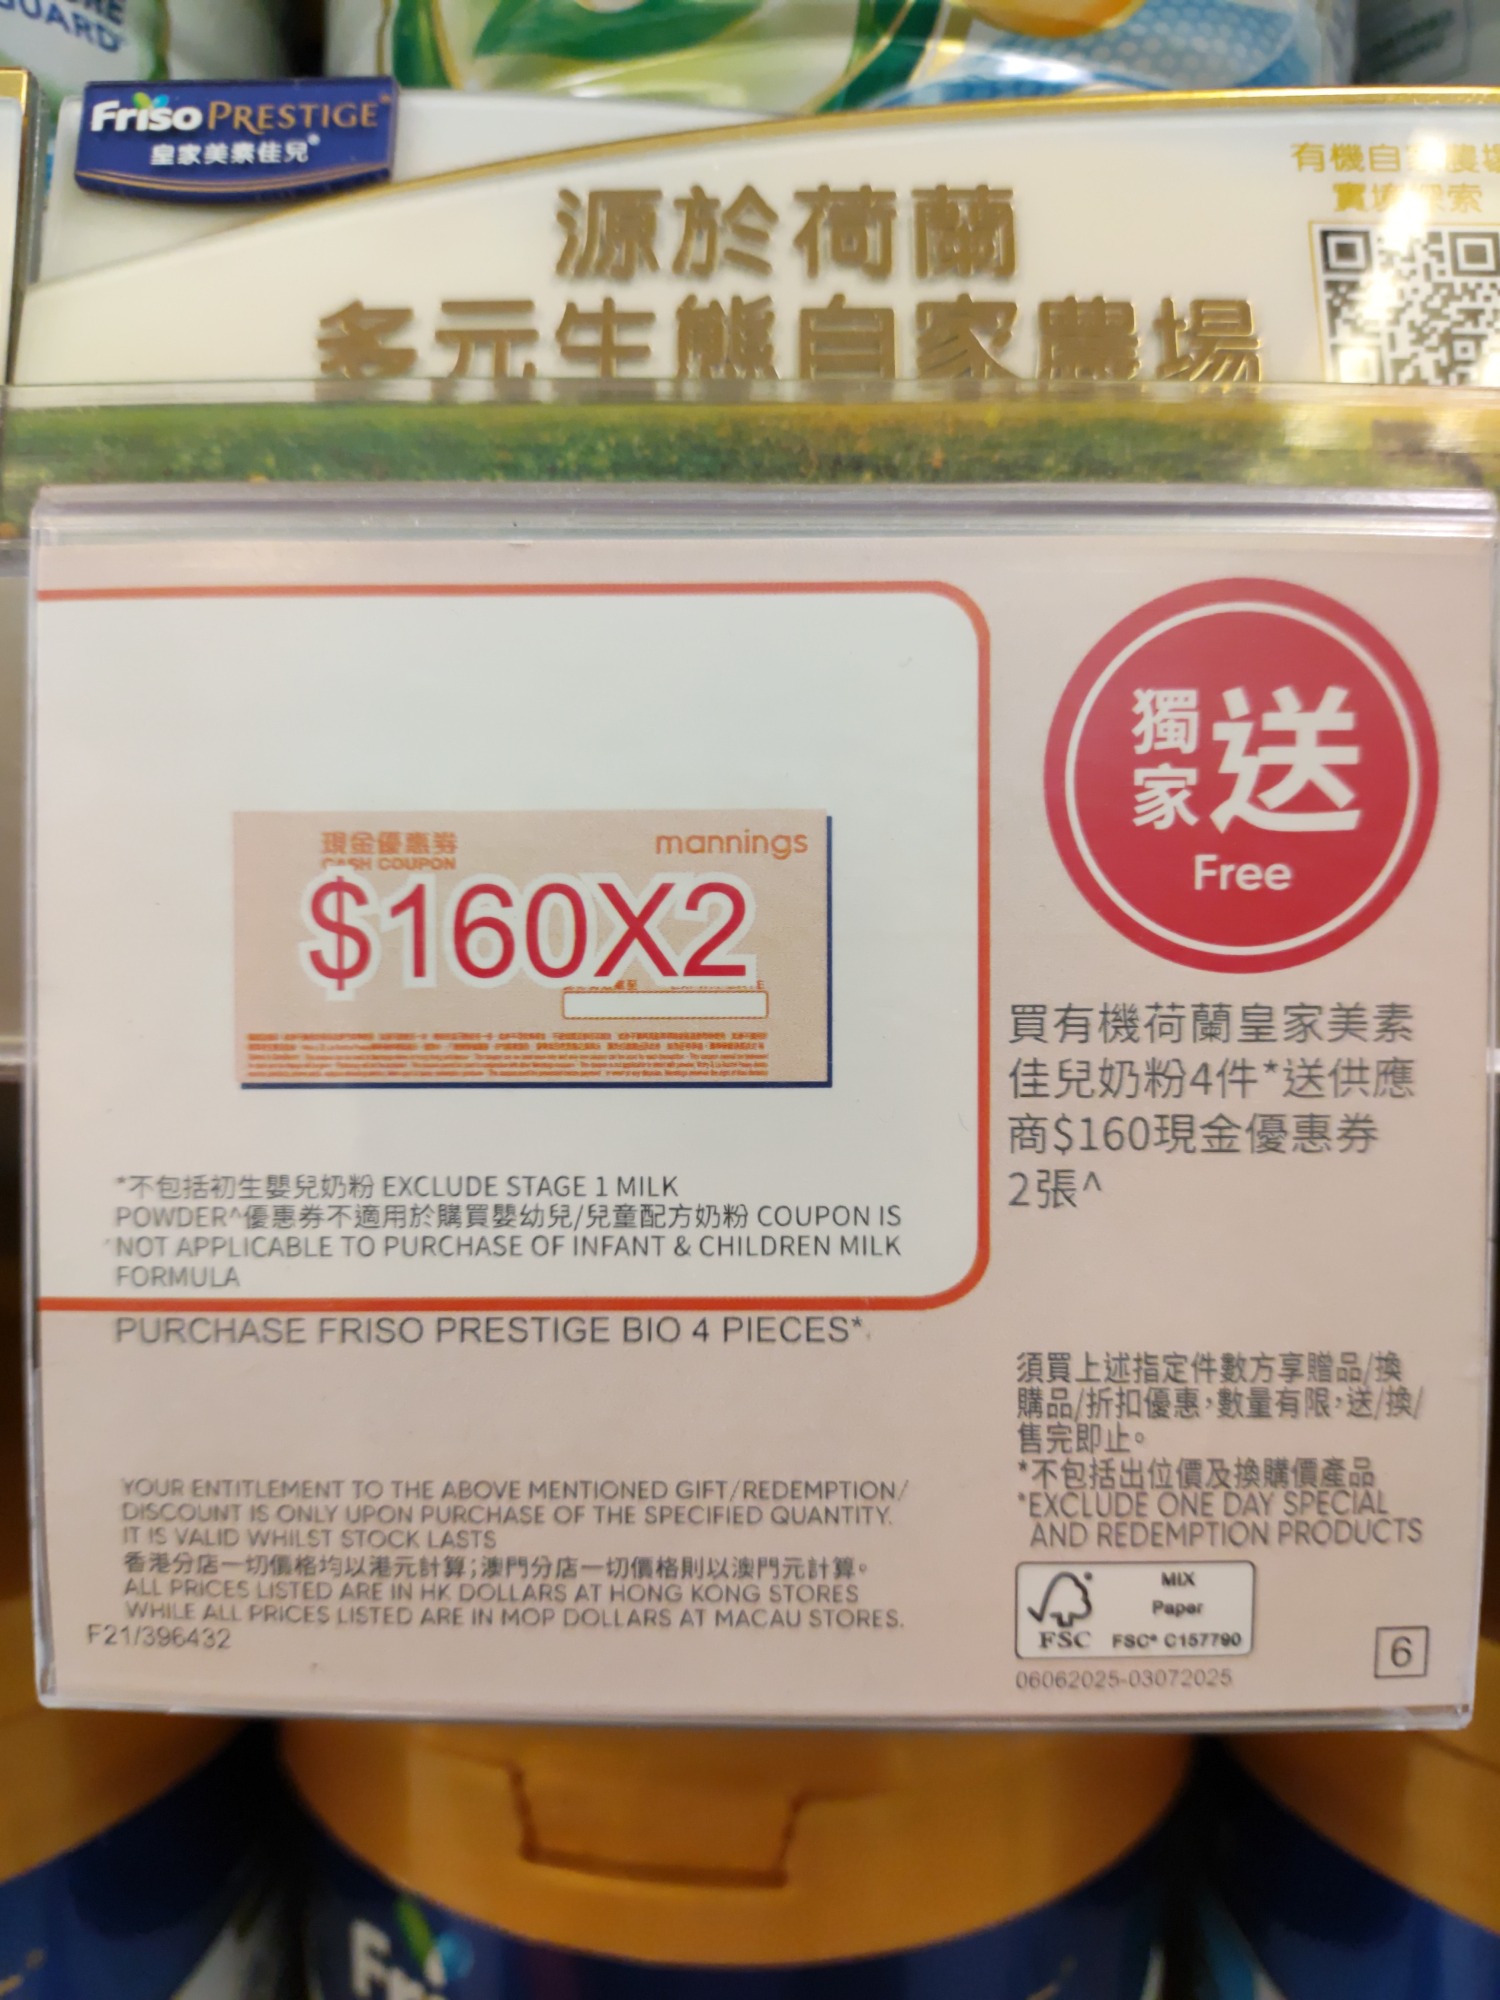 GUARD
Friso PRESTIGE
皇家美素佳兒
有機自
源於荷蘭
多元生態自家農場
獨家送
Free
現金優惠券
mannings
CASH COUPON
$160X2
買有機荷蘭皇家美素
佳兒奶粉4件*送供應
商$160現金優惠券
2張^
*不包括初生嬰兒奶粉 EXCLUDE STAGE 1 MILK
POWDER^優惠券不適用於購買嬰幼兒/兒童配方奶粉 COUPON IS
NOT APPLICABLE TO PURCHASE OF INFANT & CHILDREN MILK
FORMULA
PURCHASE FRISO PRESTIGE BIO 4 PIECES*
須買上述指定件數方享贈品/換
購品/折扣優惠，數量有限，送/換/
售完即止。
*不包括出位價及換購價產品
*EXCLUDE ONE DAY SPECIAL
AND REDEMPTION PRODUCTS
YOUR ENTITLEMENT TO THE ABOVE MENTIONED GIFT/REDEMPTION/
DISCOUNT IS ONLY UPON PURCHASE OF THE SPECIFIED QUANTITY.
IT IS VALID WHILST STOCK LASTS
香港分店一切價格均以港元計算；澳門分店一切價格則以澳門元計算。
ALL PRICES LISTED ARE IN HK DOLLARS AT HONG KONG STORES
WHILE ALL PRICES LISTED ARE IN MOP DOLLARS AT MACAU STORES.
F21/396432
MIX
Paper
FSC FSC® C157790
06062025-03072025
6
Fr